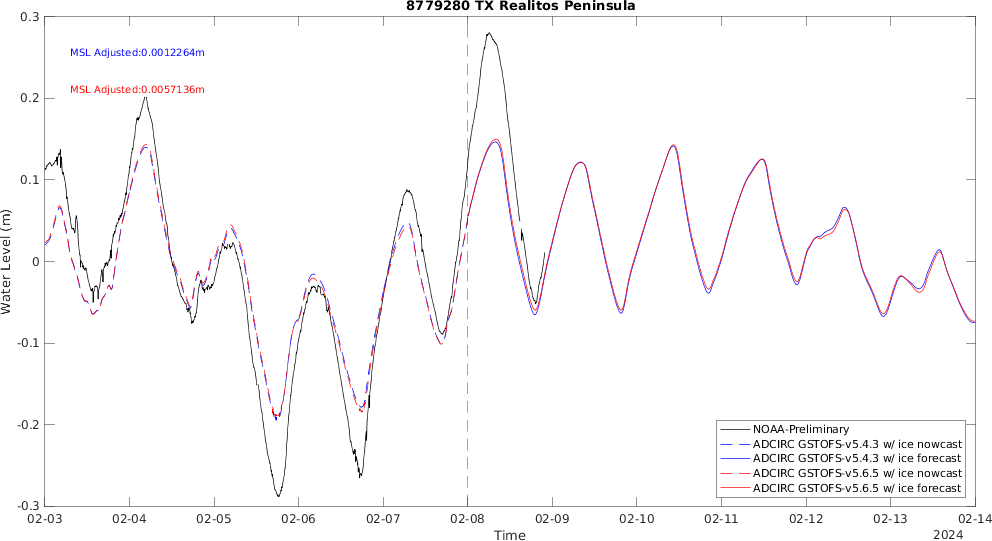 8779280 TX Realitos Peninsula
MSL Adjusted:0.0012264m
MSL Adjusted:0.0057136m
Water Level (m)
0.3
0.2
0.1
0
-0.1
-0.2
-0.3
NOAA-Preliminary
ADCIRC GSTOFS-v5.4.3 w/ ice nowcast
ADCIRC GSTOFS-v5.4.3 w/ ice forecast
ADCIRC GSTOFS-v5.6.5 w/ ice nowcast
ADCIRC GSTOFS-v5.6.5 w/ ice forecast
02-03 02-04 02-05 02-06 02-07 02-08 02-09 02-10 02-11 02-12 02-13 02-14
Time
2024